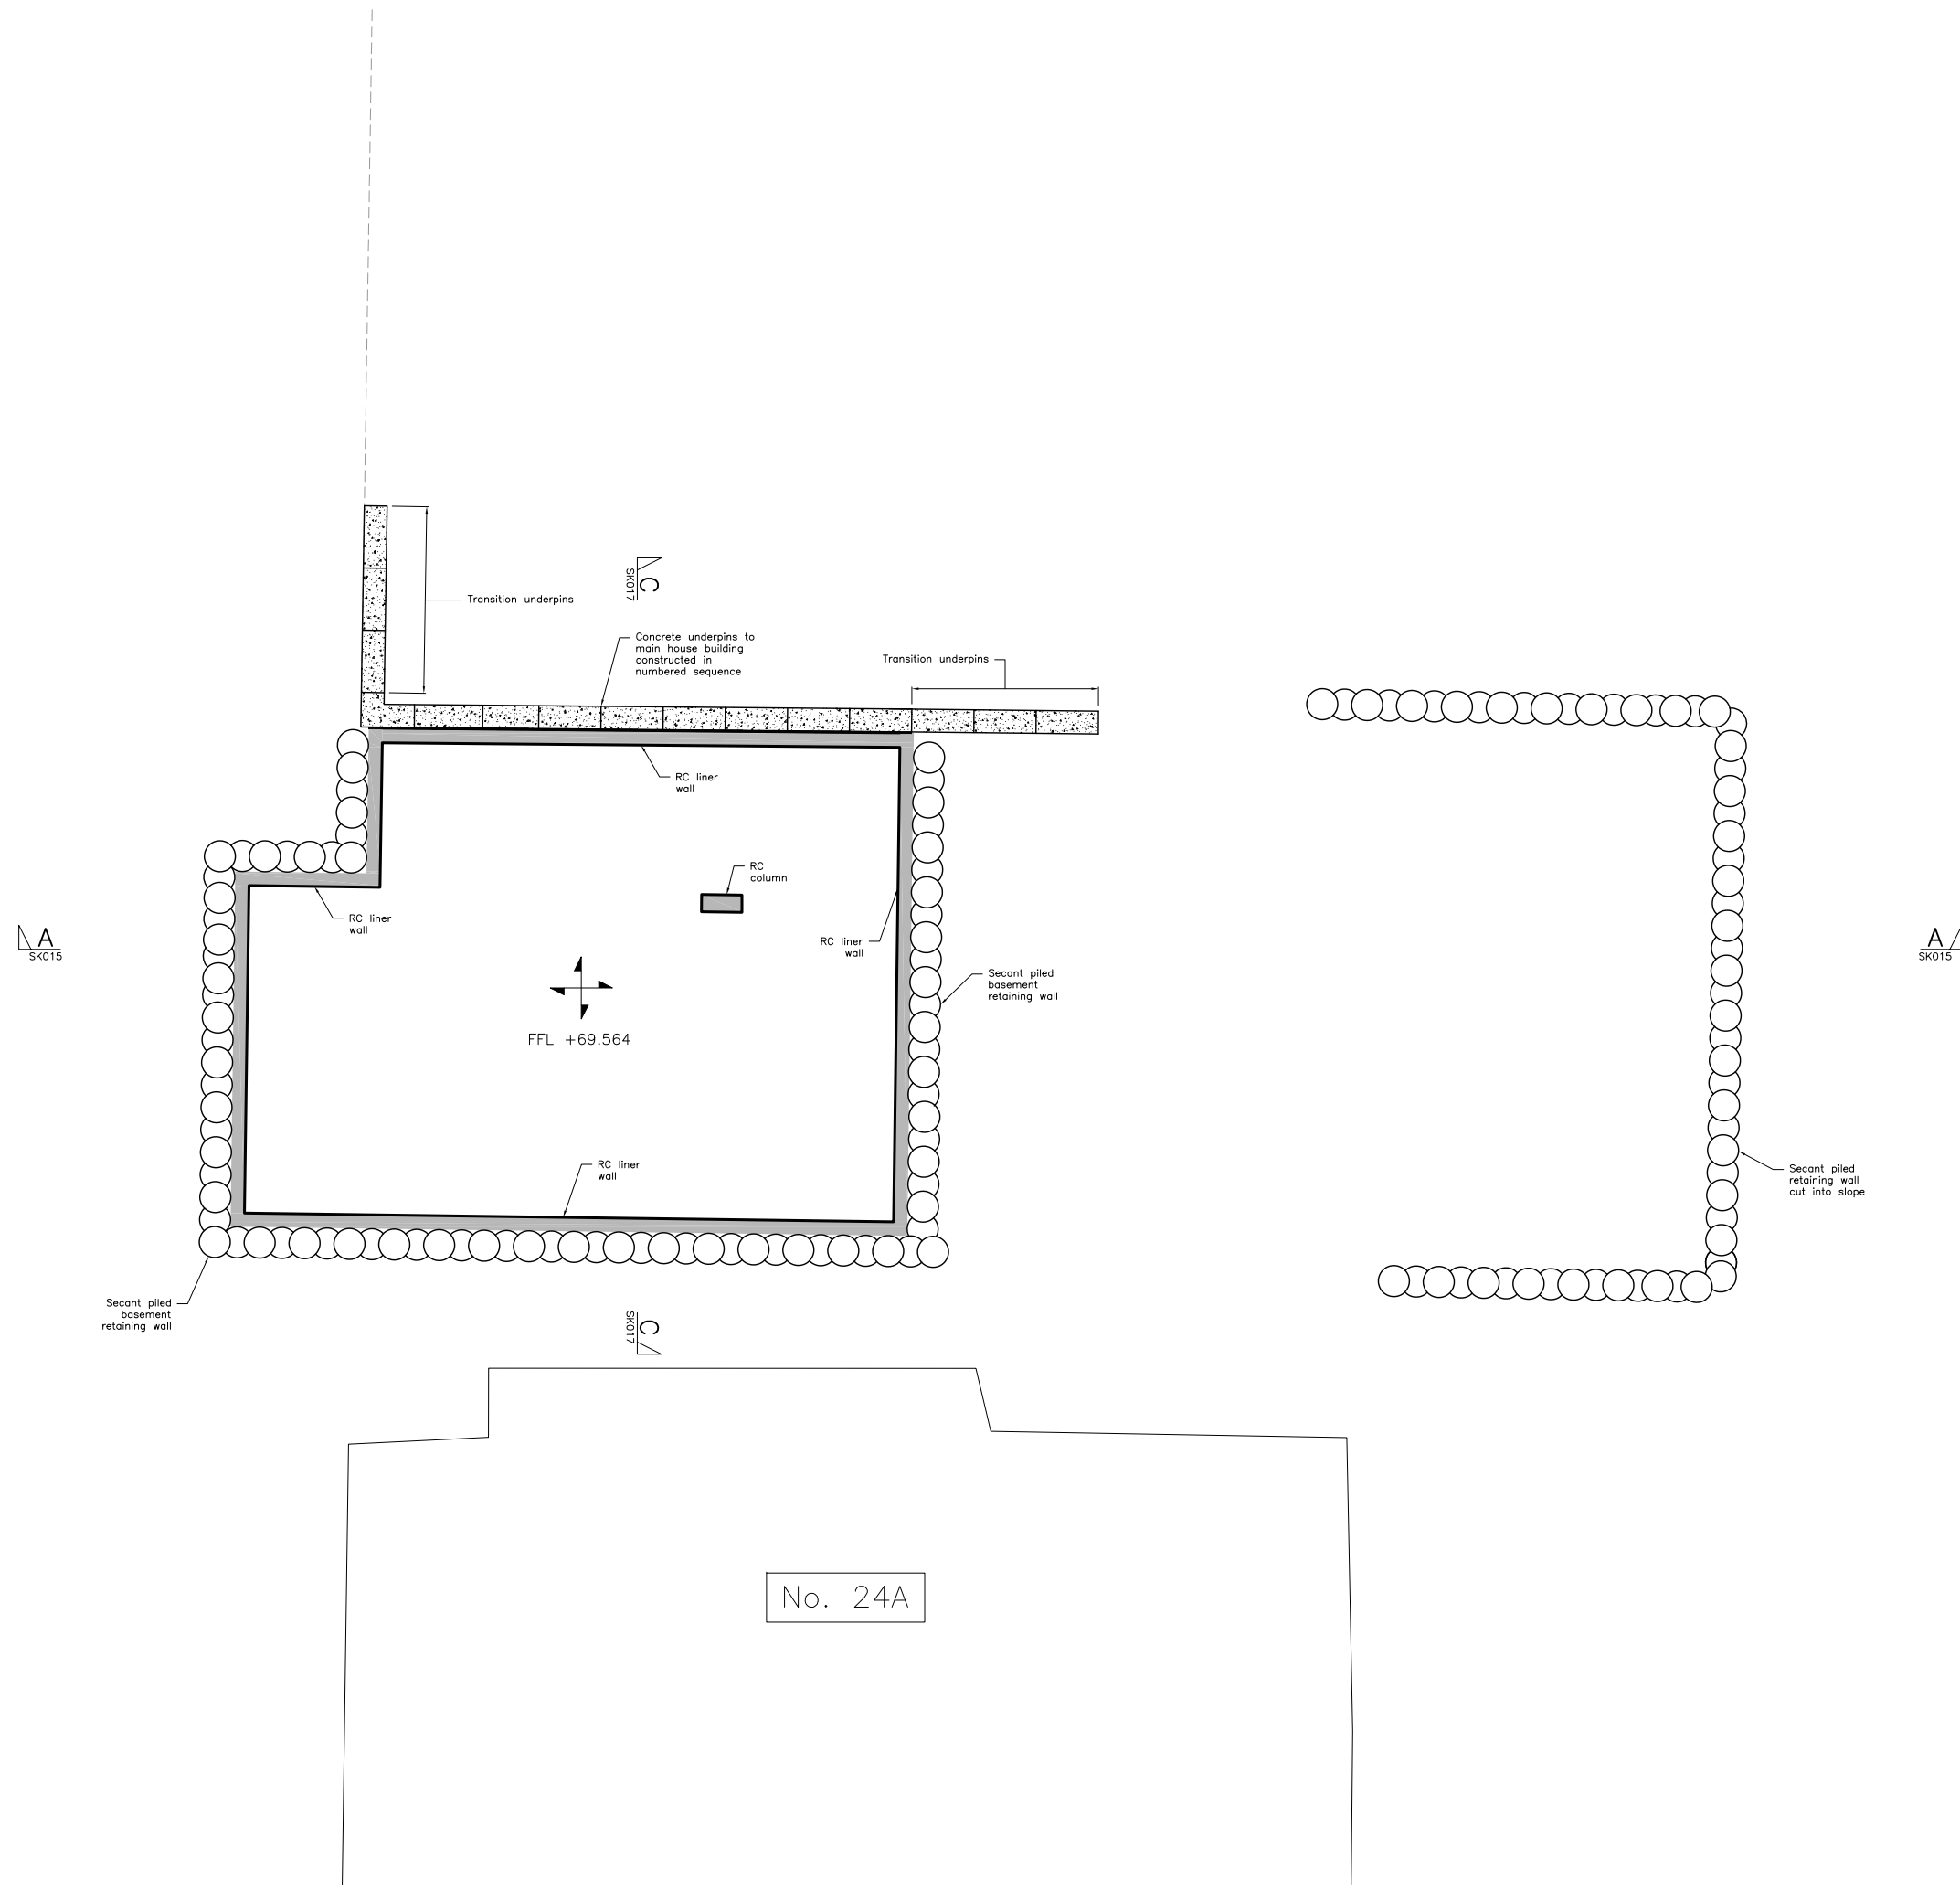 C
SK017
Transition underpins
Concrete underpins to
main house building
constructed in
numbered sequence
Transition underpins
RC liner
wall
RC
column
RC liner
wall
A
SK015
RC liner
wall
A
SK015
Secant piled
basement
retaining wall
FFL +69.564
RC liner
wall
Secant piled
retaining wall
cut into slope
Secant piled
basement
retaining wall
C
SK017
No. 24A